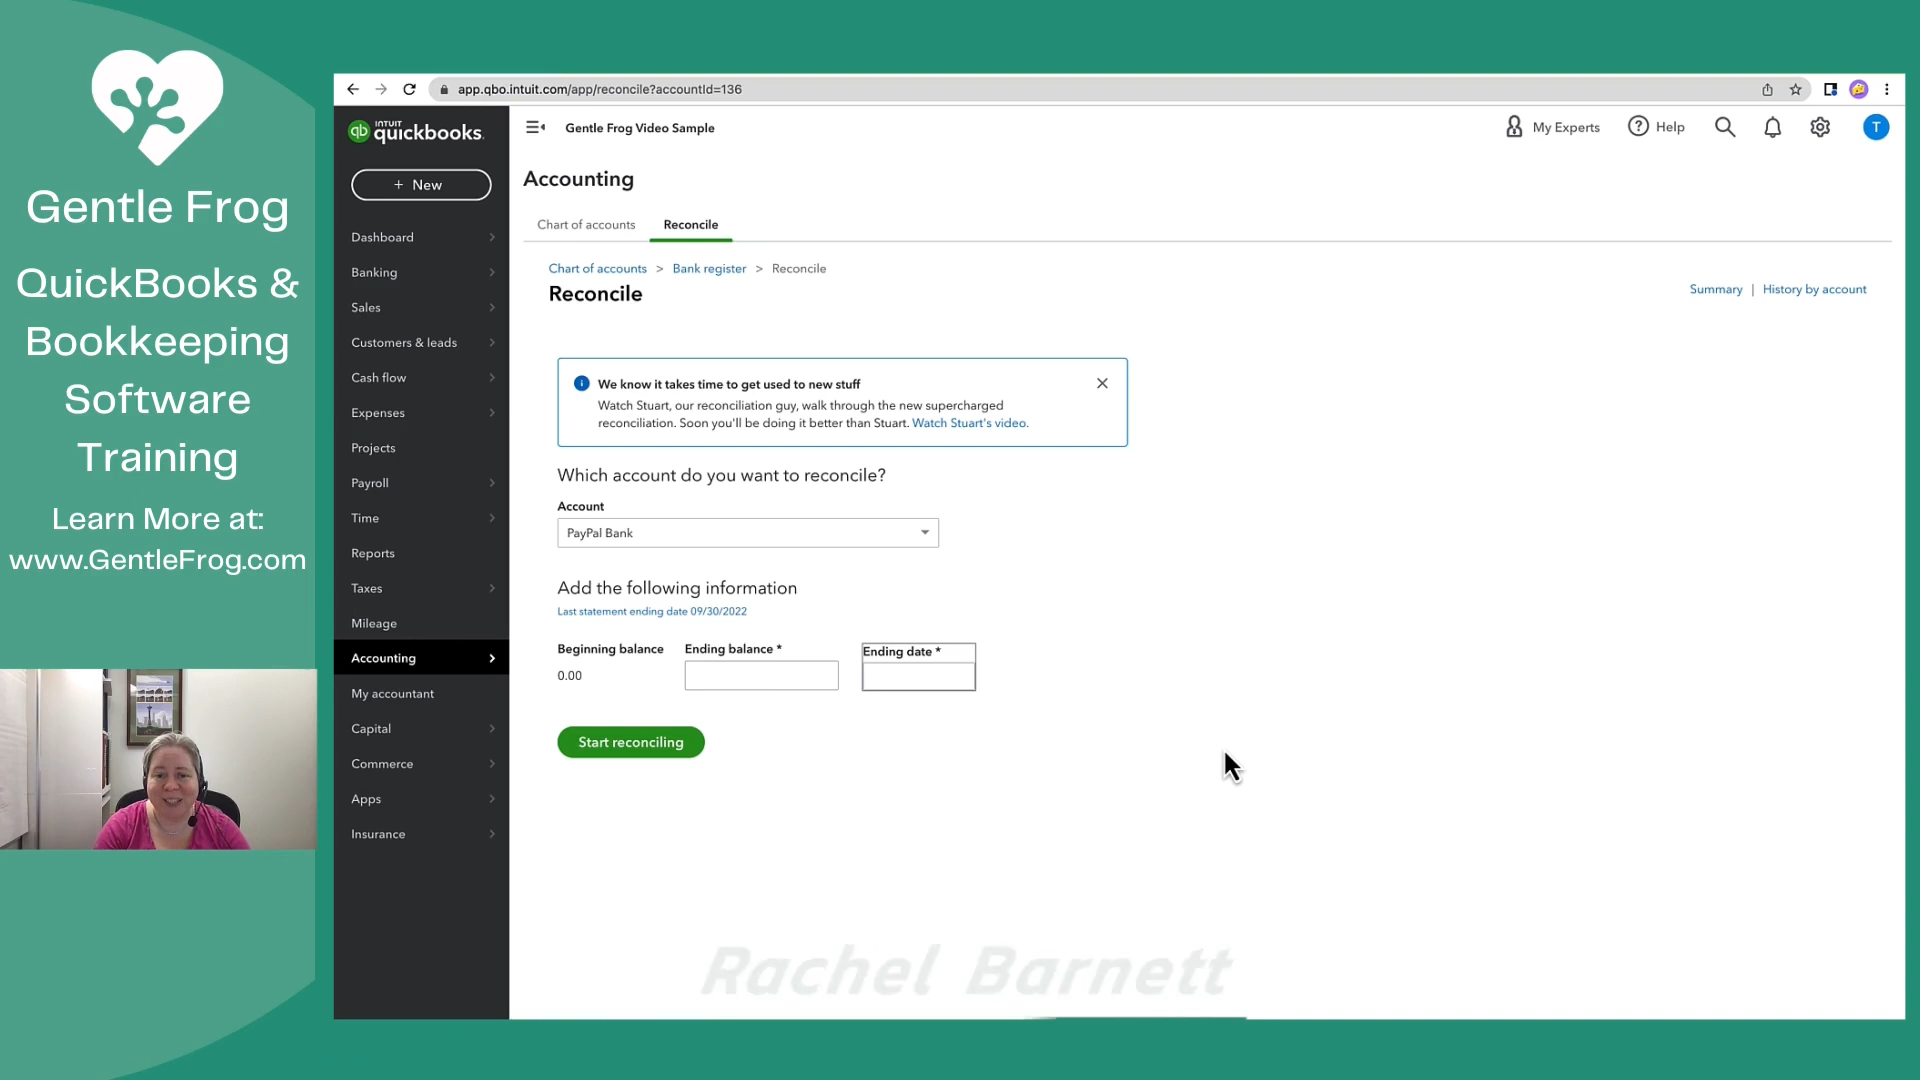 Gentle Frog
QuickBooks &
Bookkeeping
Software
Training
Learn More at:
www.GentleFrog.com
app.qbo.intuit.com/app/reconcile?accountId=136
qb INTUIT quickbooks.
Gentle Frog Video Sample
My Experts
Help
T
+ New
Dashboard
Banking
Sales
Customers & leads
Cash flow
Expenses
Projects
Payroll
Time
Reports
Taxes
Mileage
Accounting
My accountant
Capital
Commerce
Apps
Insurance
Accounting
Chart of accounts Reconcile
Chart of accounts > Bank register > Reconcile
Reconcile
Summary | History by account
We know it takes time to get used to new stuff
Watch Stuart, our reconciliation guy, walk through the new supercharged
reconciliation. Soon you'll be doing it better than Stuart. Watch Stuart's video.
Which account do you want to reconcile?
Account
PayPal Bank
Add the following information
Last statement ending date 09/30/2022
Beginning balance Ending balance * Ending date *
0.00
Start reconciling
Rachel Barnett